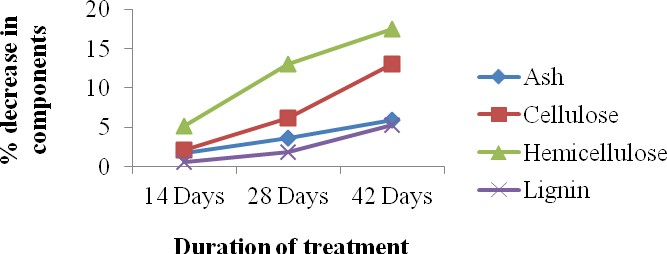 % decrease in
components
20
15
10
5
0
14 Days
28 Days
42 Days
Duration of treatment
Ash
Cellulose
Hemicellulose
Lignin